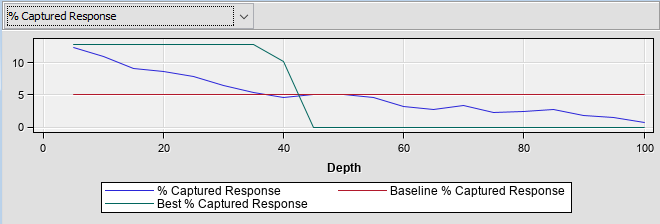 % Captured Response
10
5
0
0 20 40 60 80 100
Depth
% Captured Response Baseline % Captured Response
Best % Captured Response